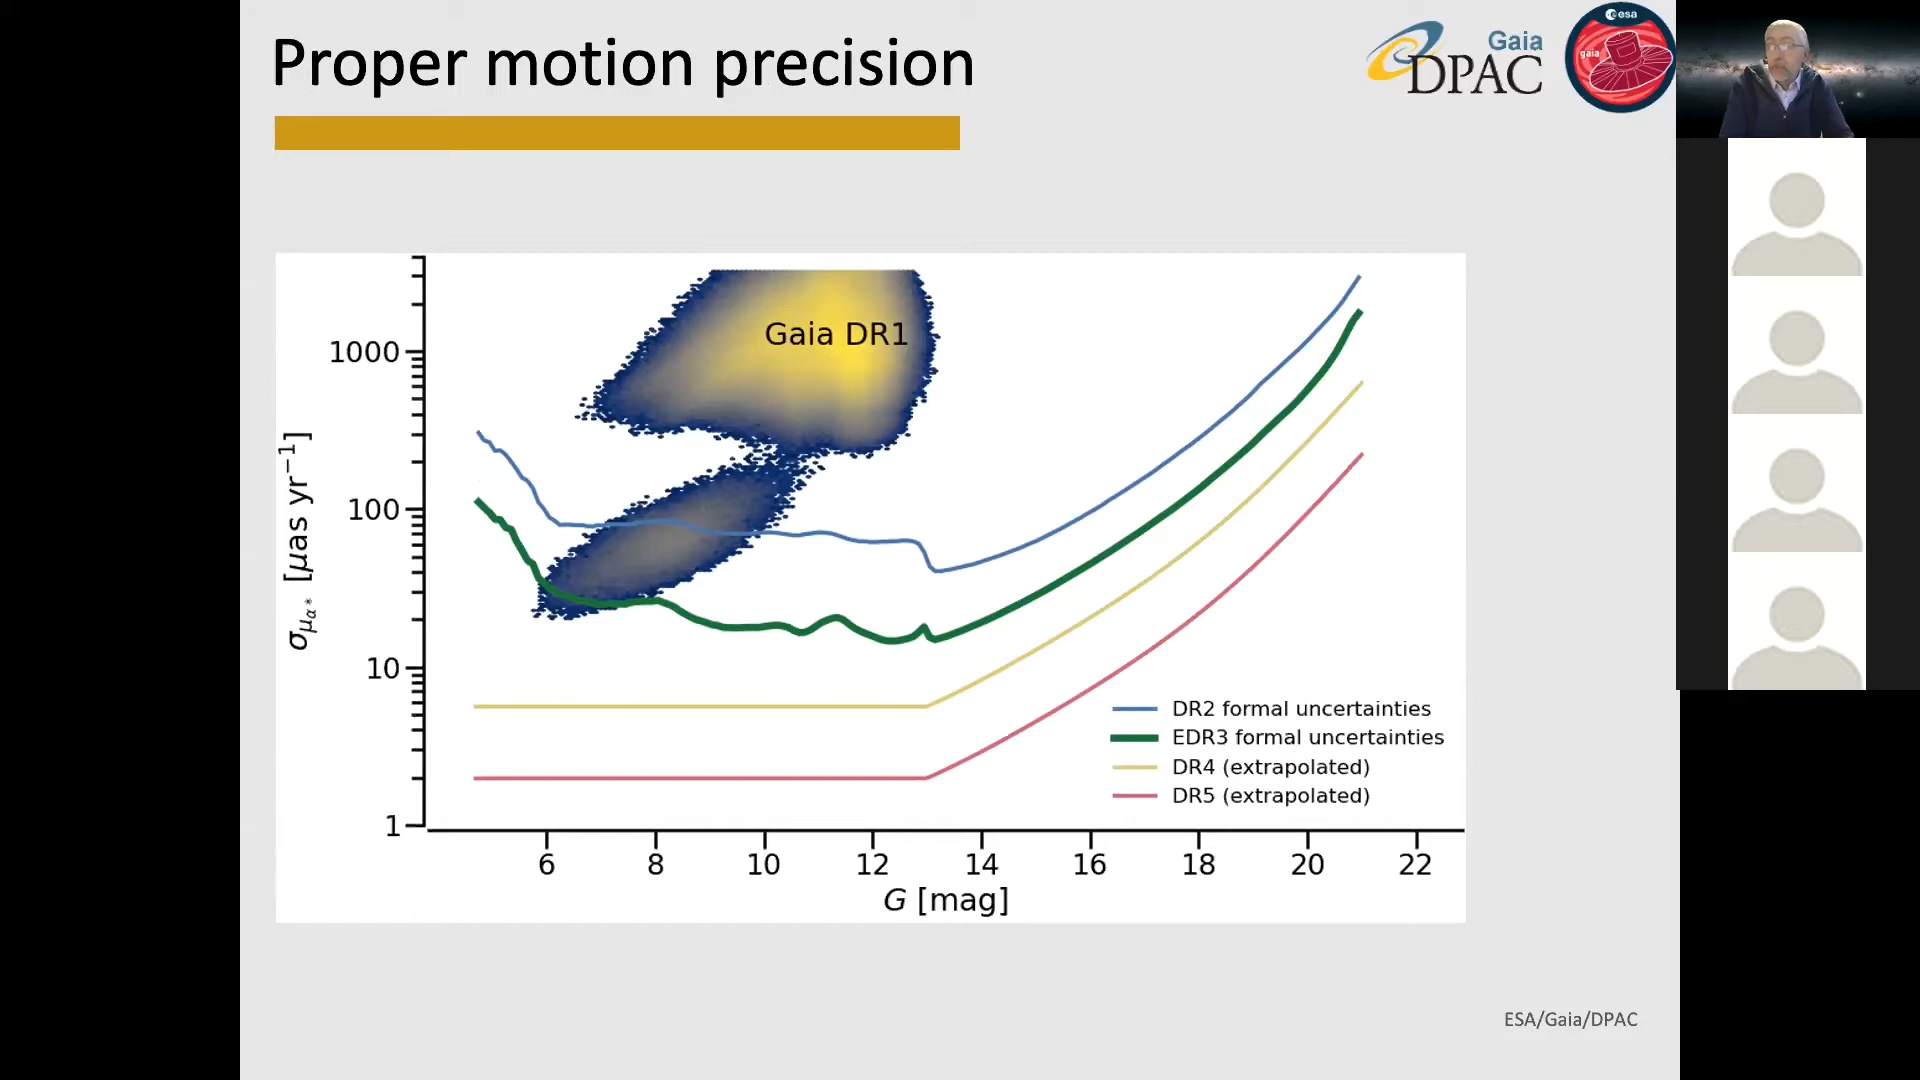 Proper motion precision
Gaia
DPAC
esa
gaia
Gaia DR1
1000
100
10
1
σμα* [μas yr−1]
DR2 formal uncertainties
EDR3 formal uncertainties
DR4 (extrapolated)
DR5 (extrapolated)
6 8 10 12 14 16 18 20 22
G [mag]
ESA/Gaia/DPAC